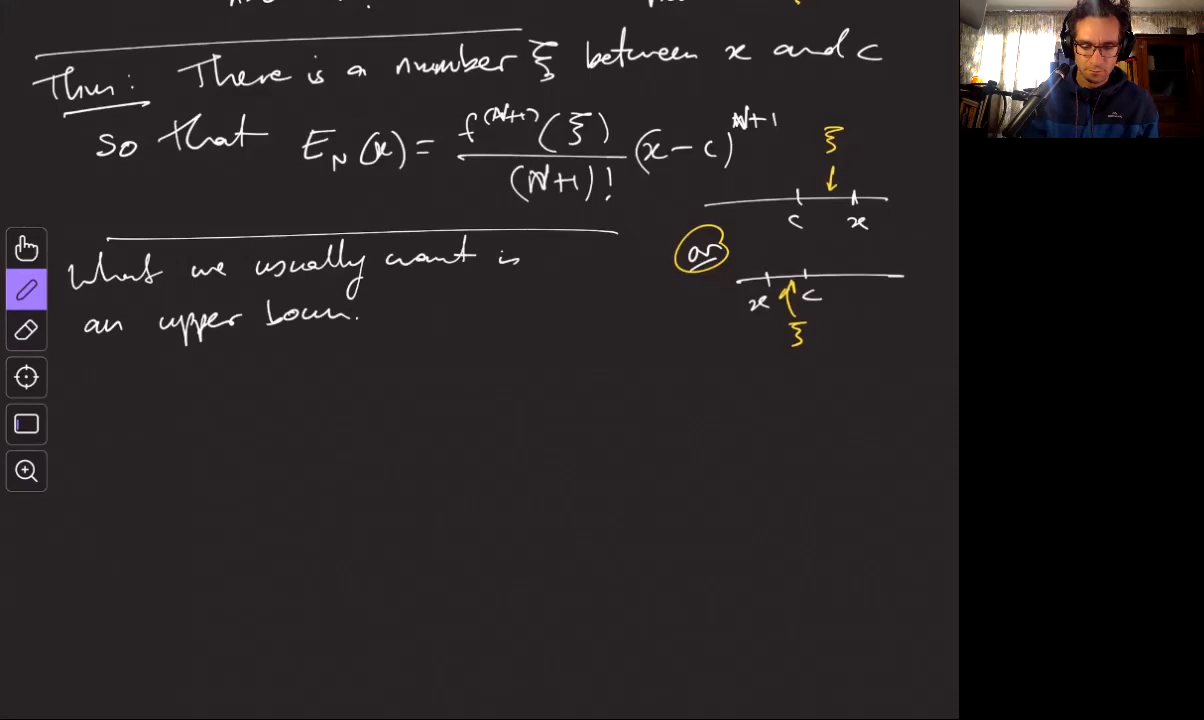 Thm: There is a number ξ between x and c
so that E_N(x) = f^(N+1)(ξ) / (N+1)! (x-c)^N+1
ξ
c x
or
x c
ξ
What we usually want is
an upper boun.